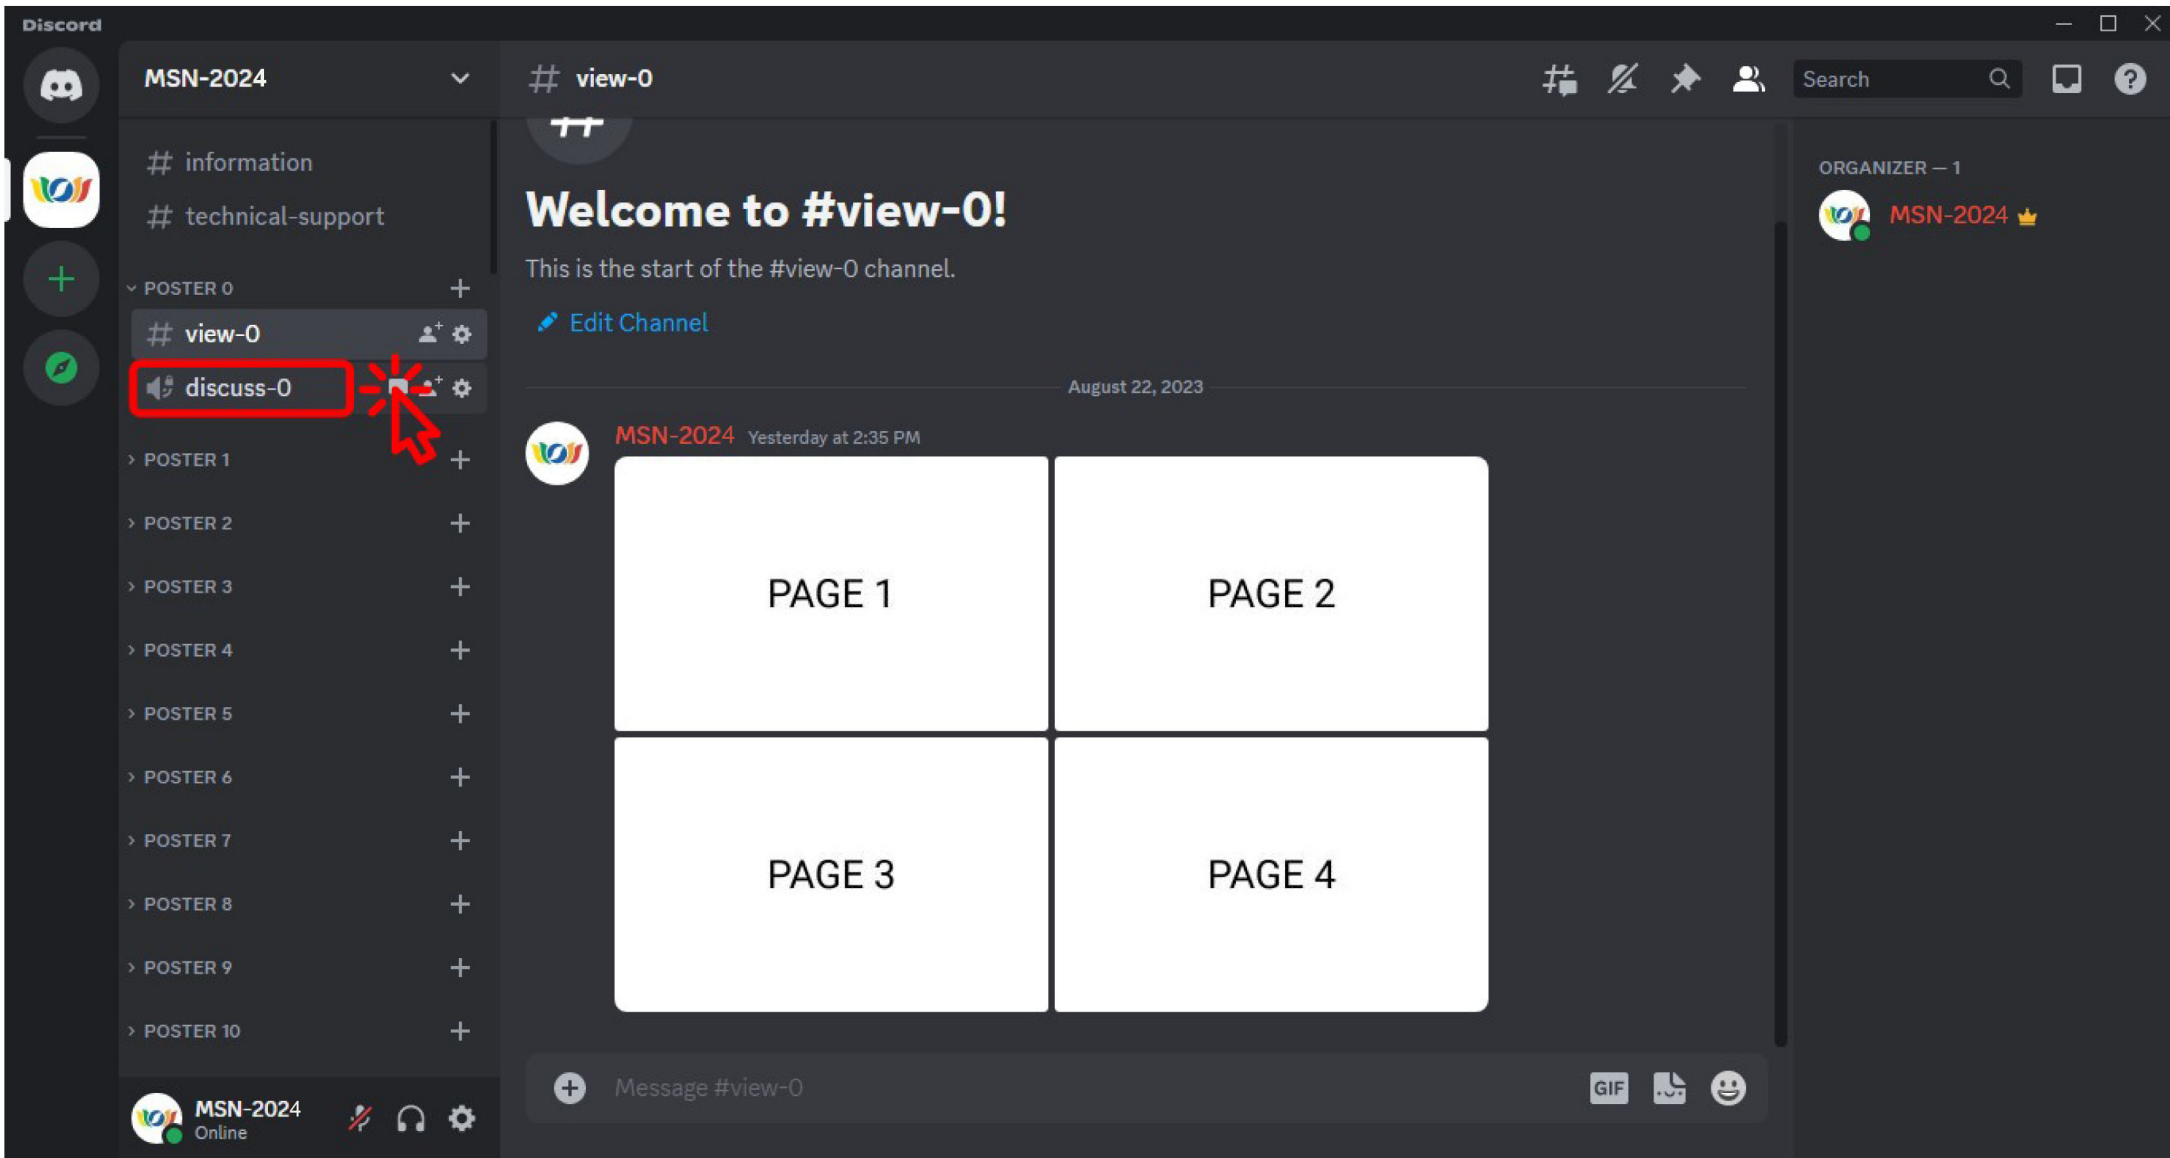 Discord
MSN-2024
information
technical-support
POSTER 0
view-0
discuss-0
POSTER 1
POSTER 2
POSTER 3
POSTER 4
POSTER 5
POSTER 6
POSTER 7
POSTER 8
POSTER 9
POSTER 10
MSN-2024
Online
# view-0
Search
Welcome to #view-0!
This is the start of the #view-0 channel.
Edit Channel
August 22, 2023
MSN-2024 Yesterday at 2:35 PM
PAGE 1 PAGE 2
PAGE 3 PAGE 4
Message #view-0
GIF
ORGANIZER — 1
MSN-2024